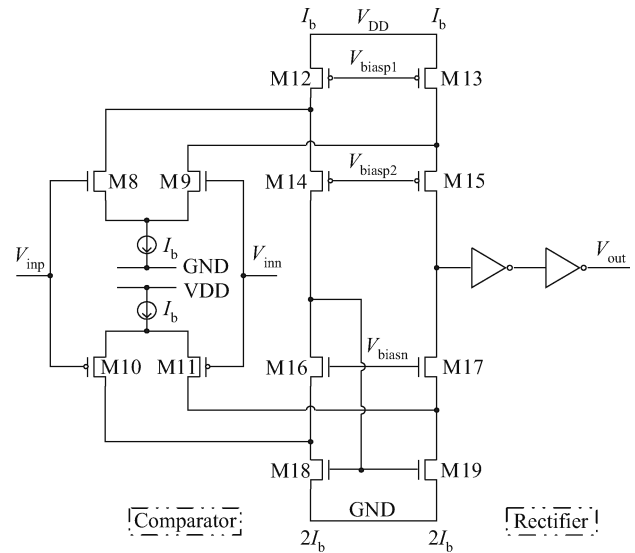 I_b V_DD I_b
M12 V_biasp1 M13
M8 M9 M14 V_biasp2 M15
I_b
V_inp GND V_inn V_out
VDD
I_b
M10 M11 M16 V_biasn M17
M18 M19
GND
Comparator 2I_b 2I_b Rectifier